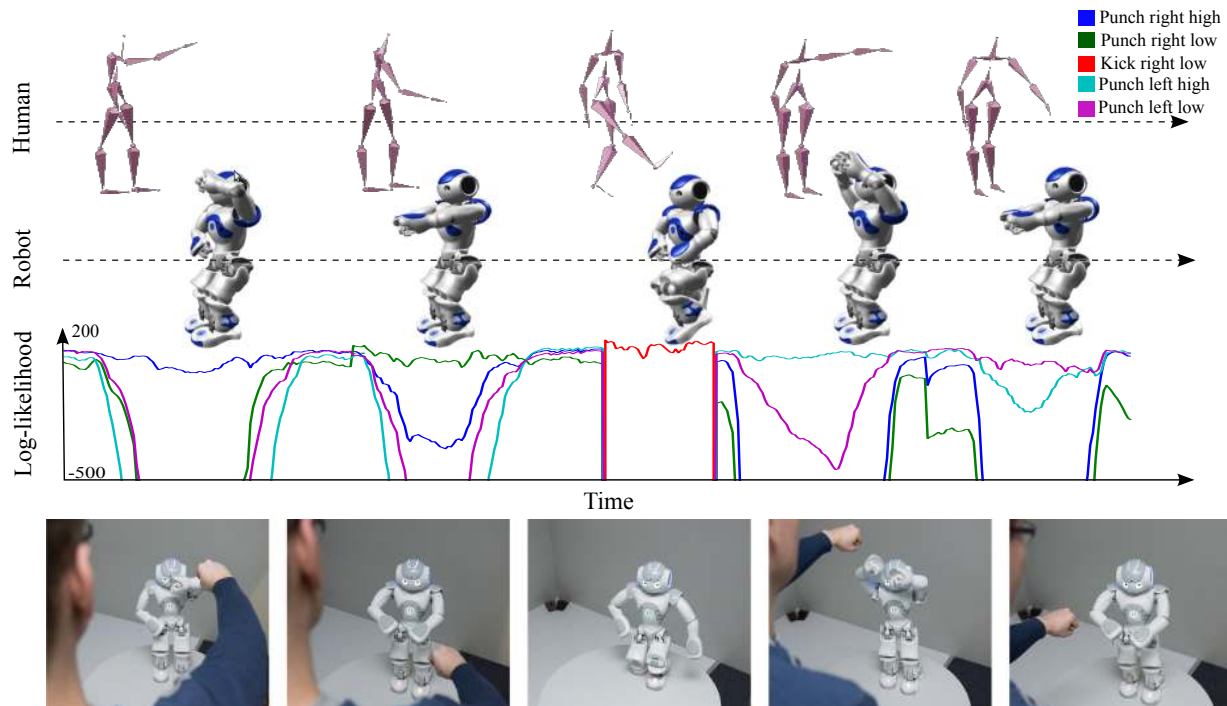 Punch right high
Punch right low
Kick right low
Punch left high
Punch left low
Human
Robot
Log-likelihood
200
-500
Time